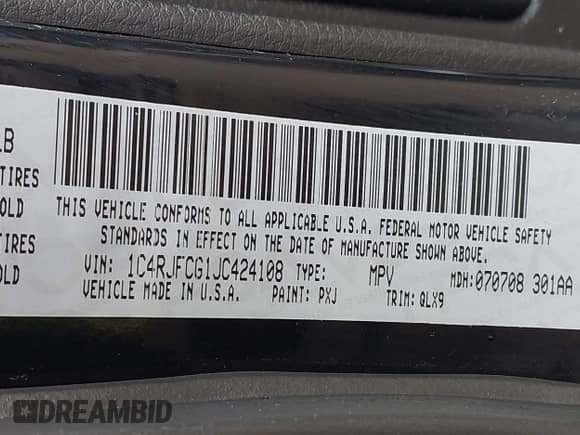 LB
TIRES
OLD
TIRES
OLD
THIS VEHICLE CONFORMS TO ALL APPLICABLE U.S.A. FEDERAL MOTOR VEHICLE SAFETY
STANDARDS IN EFFECT ON THE DATE OF MANUFACTURE SHOWN ABOVE.
VIN: 1C4RJFCG1JC424108 TYPE: MPV MDH:070708 301AA
VEHICLE MADE IN U.S.A. PAINT: PXJ TRIM: QLX9
DREAMBID